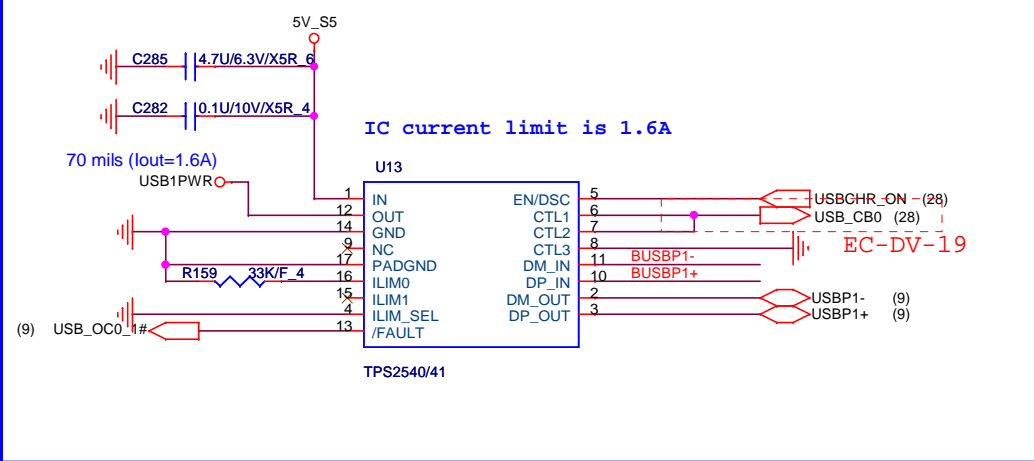 5V_S5
C285 4.7U/6.3V/X5R_6
C282 0.1U/10V/X5R_4
IC current limit is 1.6A
70 mils (Iout=1.6A)
USB1PWR
U13
1 IN EN/DSC 5 USBCHR_ON (28)
12 OUT CTL1 6 USB_CB0 (28)
14 GND CTL2 7
9 NC CTL3 8
EC-DV-19
17 PADGND DM_IN 11 BUSBP1-
R159 33K/F_4 16 ILIM0 DP_IN 10 BUSBP1+
15 ILIM1 DM_OUT 2 USBP1- (9)
4 ILIM_SEL DP_OUT 3 USBP1+ (9)
(9) USB_OC0_1# 13 /FAULT
TPS2540/41